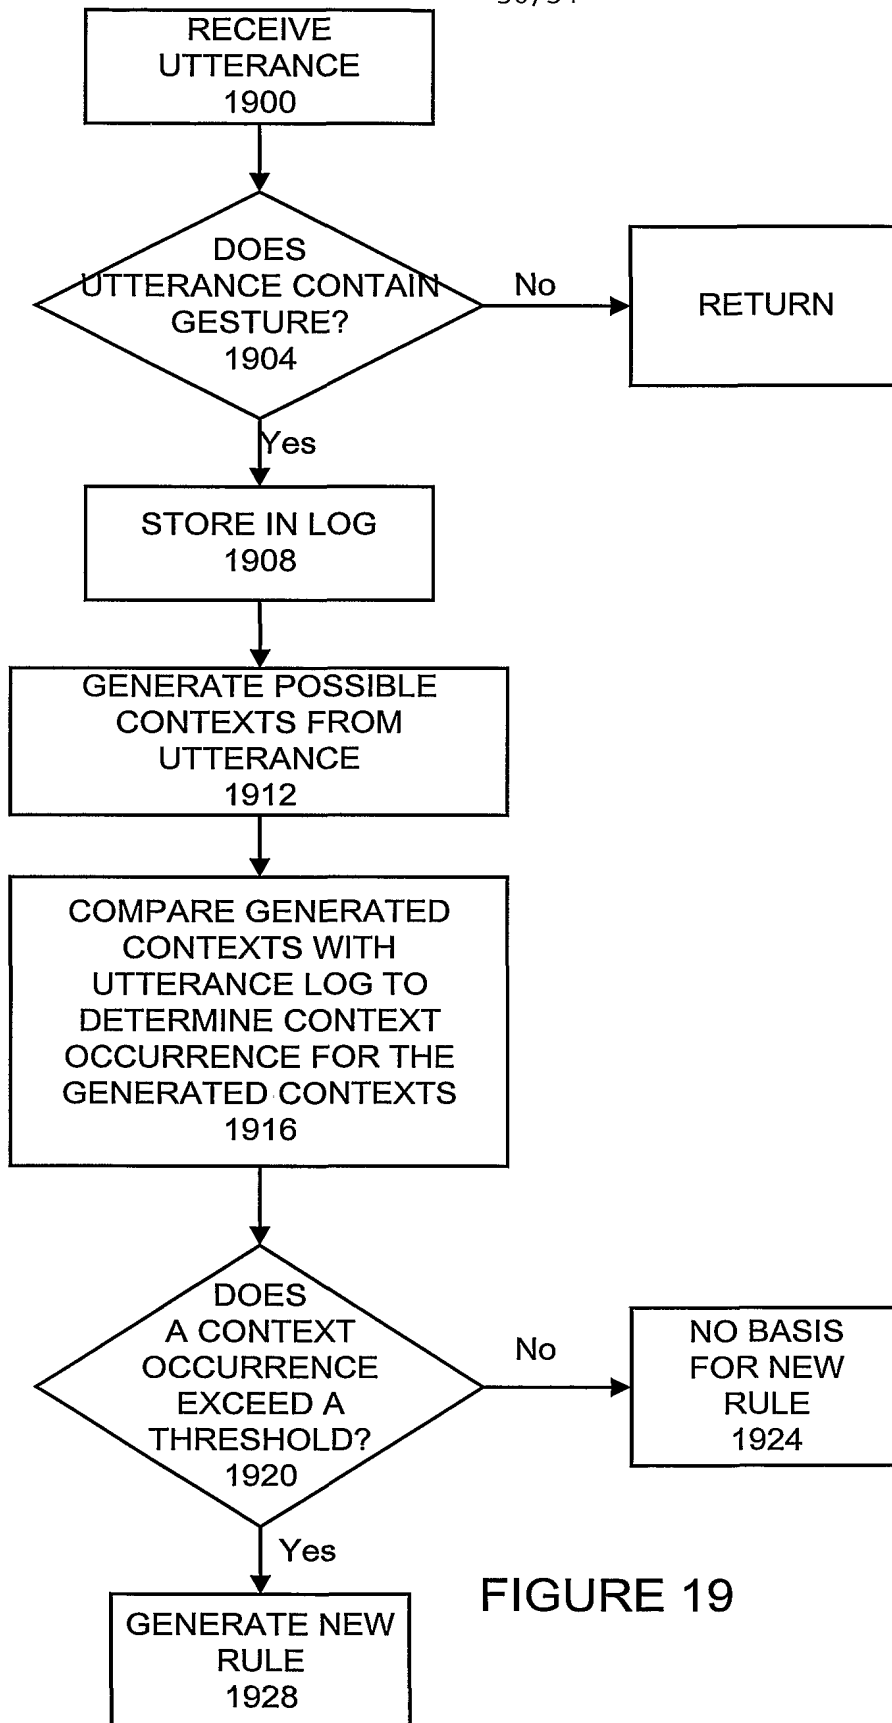 RECEIVE
UTTERANCE
1900
DOES
UTTERANCE CONTAIN
GESTURE?
1904
No
RETURN
Yes
STORE IN LOG
1908
GENERATE POSSIBLE
CONTEXTS FROM
UTTERANCE
1912
COMPARE GENERATED
CONTEXTS WITH
UTTERANCE LOG TO
DETERMINE CONTEXT
OCCURRENCE FOR THE
GENERATED CONTEXTS
1916
DOES
A CONTEXT
OCCURRENCE
EXCEED A
THRESHOLD?
1920
No
NO BASIS
FOR NEW
RULE
1924
Yes
GENERATE NEW
RULE
1928
FIGURE 19